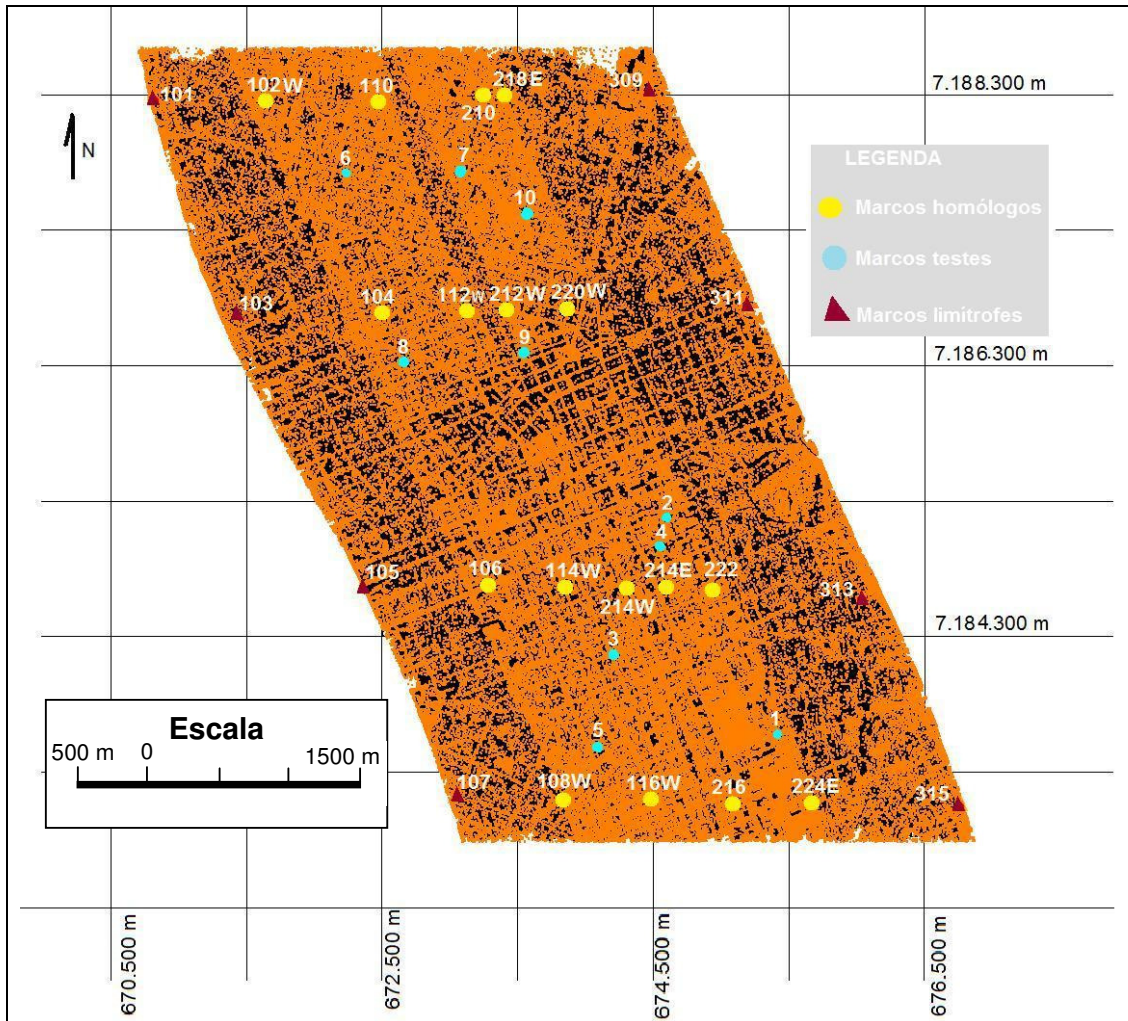 101
102W
110
218E
210
309
7.188.300 m
N
LEGENDA
Marcos homólogos
Marcos testes
Marcos limítrofes
6
7
10
103
104
112W
212W
220W
311
8
9
7.186.300 m
2
4
105
106
114W
214E
222
214W
313
7.184.300 m
3
1
5
Escala
500 m 0 1500 m
107
108W
116W
216
224E
315
670.500 m
672.500 m
674.500 m
676.500 m